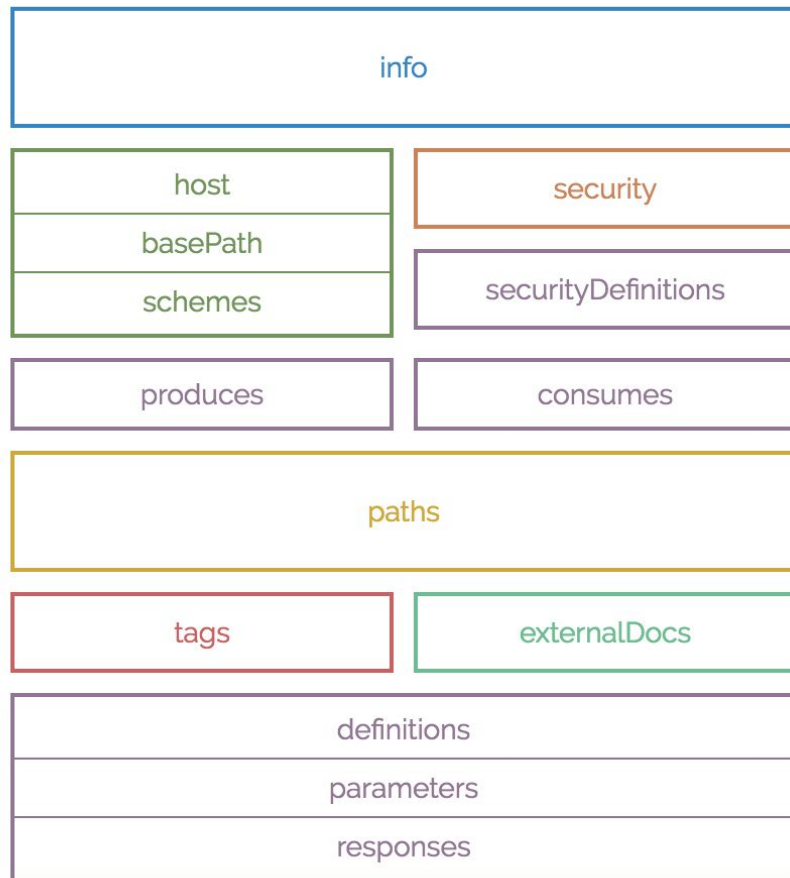 info
host
basePath
schemes
security
securityDefinitions
produces
consumes
paths
tags
externalDocs
definitions
parameters
responses